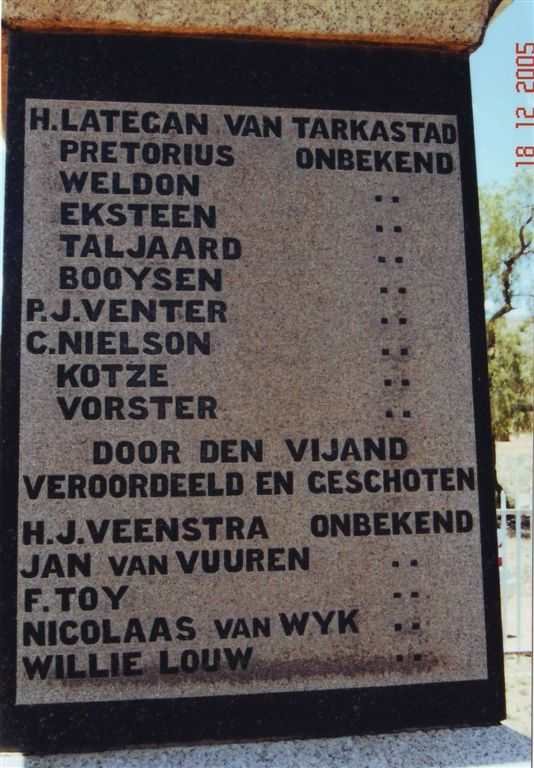 H. LATEGAN VAN TARKASTAD
PRETORIUS ONBEKEND
WELDON ..
EKSTEEN ..
TALJAARD ..
BOOYSEN ..
P.J. VENTER ..
C. NIELSON ..
KOTZE ..
VORSTER ..
DOOR DEN VIJAND
VEROORDEELD EN GESCHOTEN
H.J. VEENSTRA ONBEKEND
JAN VAN VUUREN ..
F. TOY ..
NICOLAAS VAN WYK ..
WILLIE LOUW ..
18 12 2005